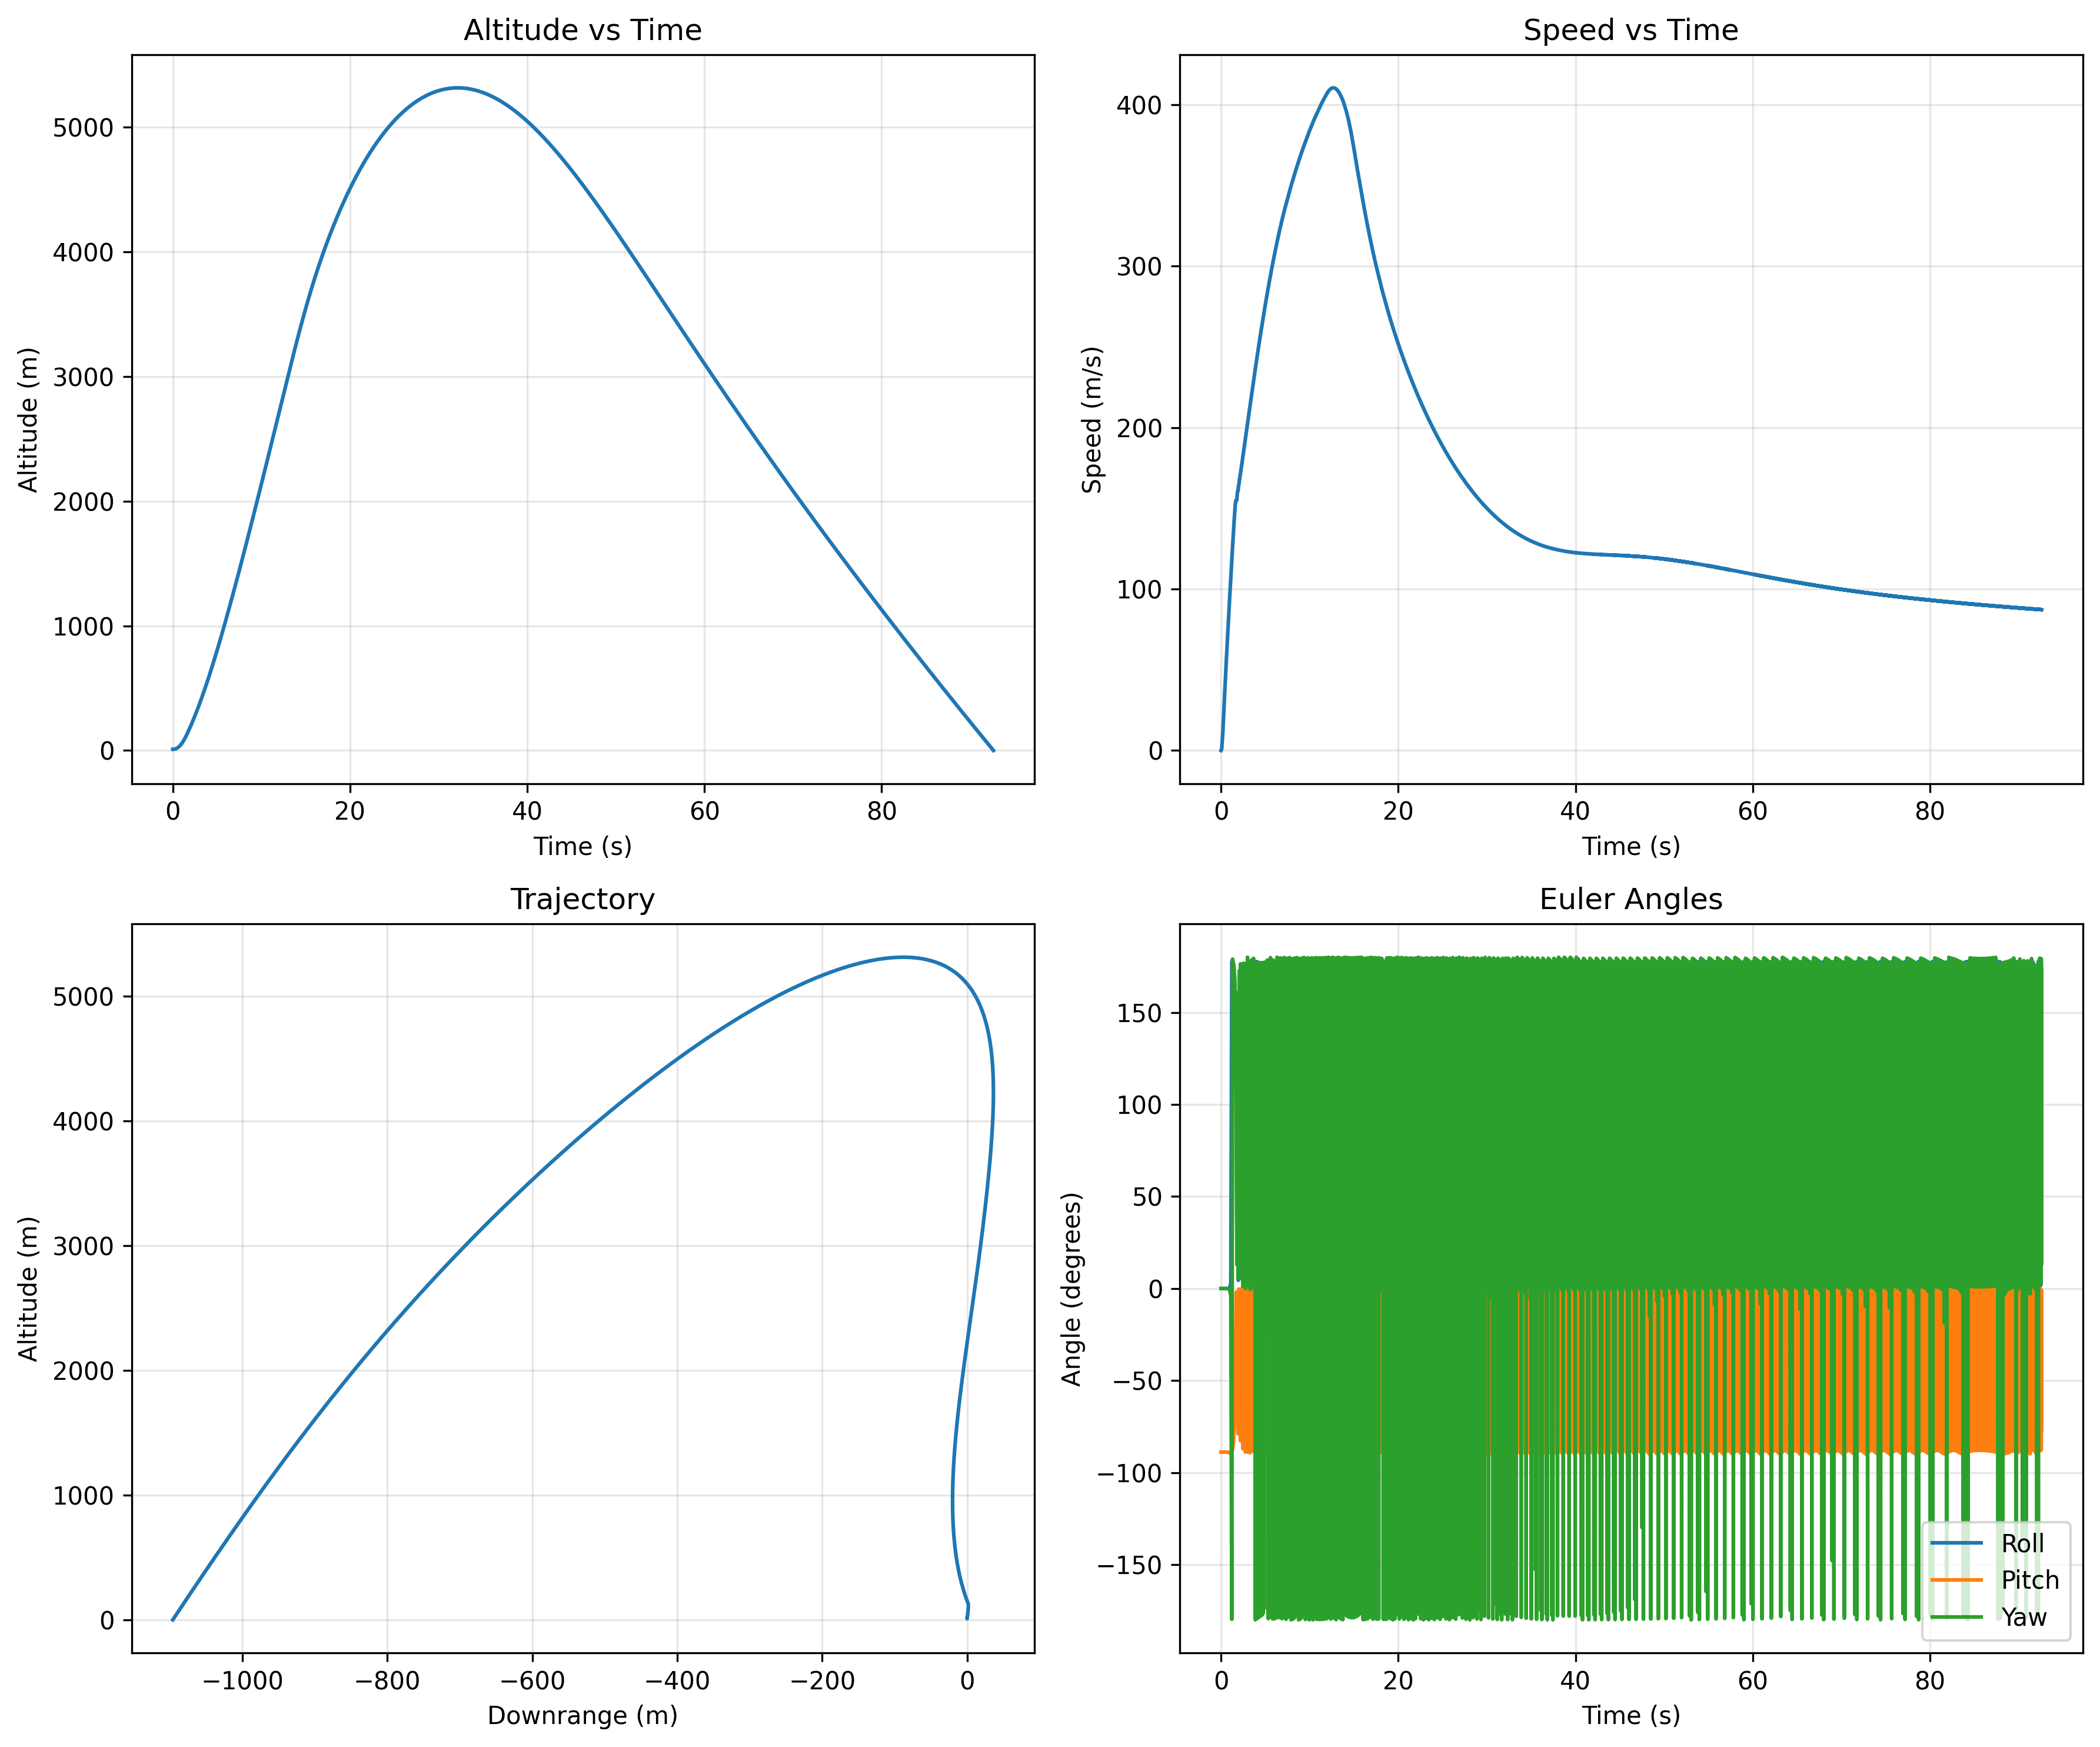 Altitude vs Time
Altitude (m)
5000
4000
3000
2000
1000
0
0 20 40 60 80
Time (s)
Speed vs Time
Speed (m/s)
400
300
200
100
0
0 20 40 60 80
Time (s)
Trajectory
Altitude (m)
5000
4000
3000
2000
1000
0
−1000 −800 −600 −400 −200 0
Downrange (m)
Euler Angles
Angle (degrees)
150
100
50
0
−50
−100
−150
Roll
Pitch
Yaw
0 20 40 60 80
Time (s)